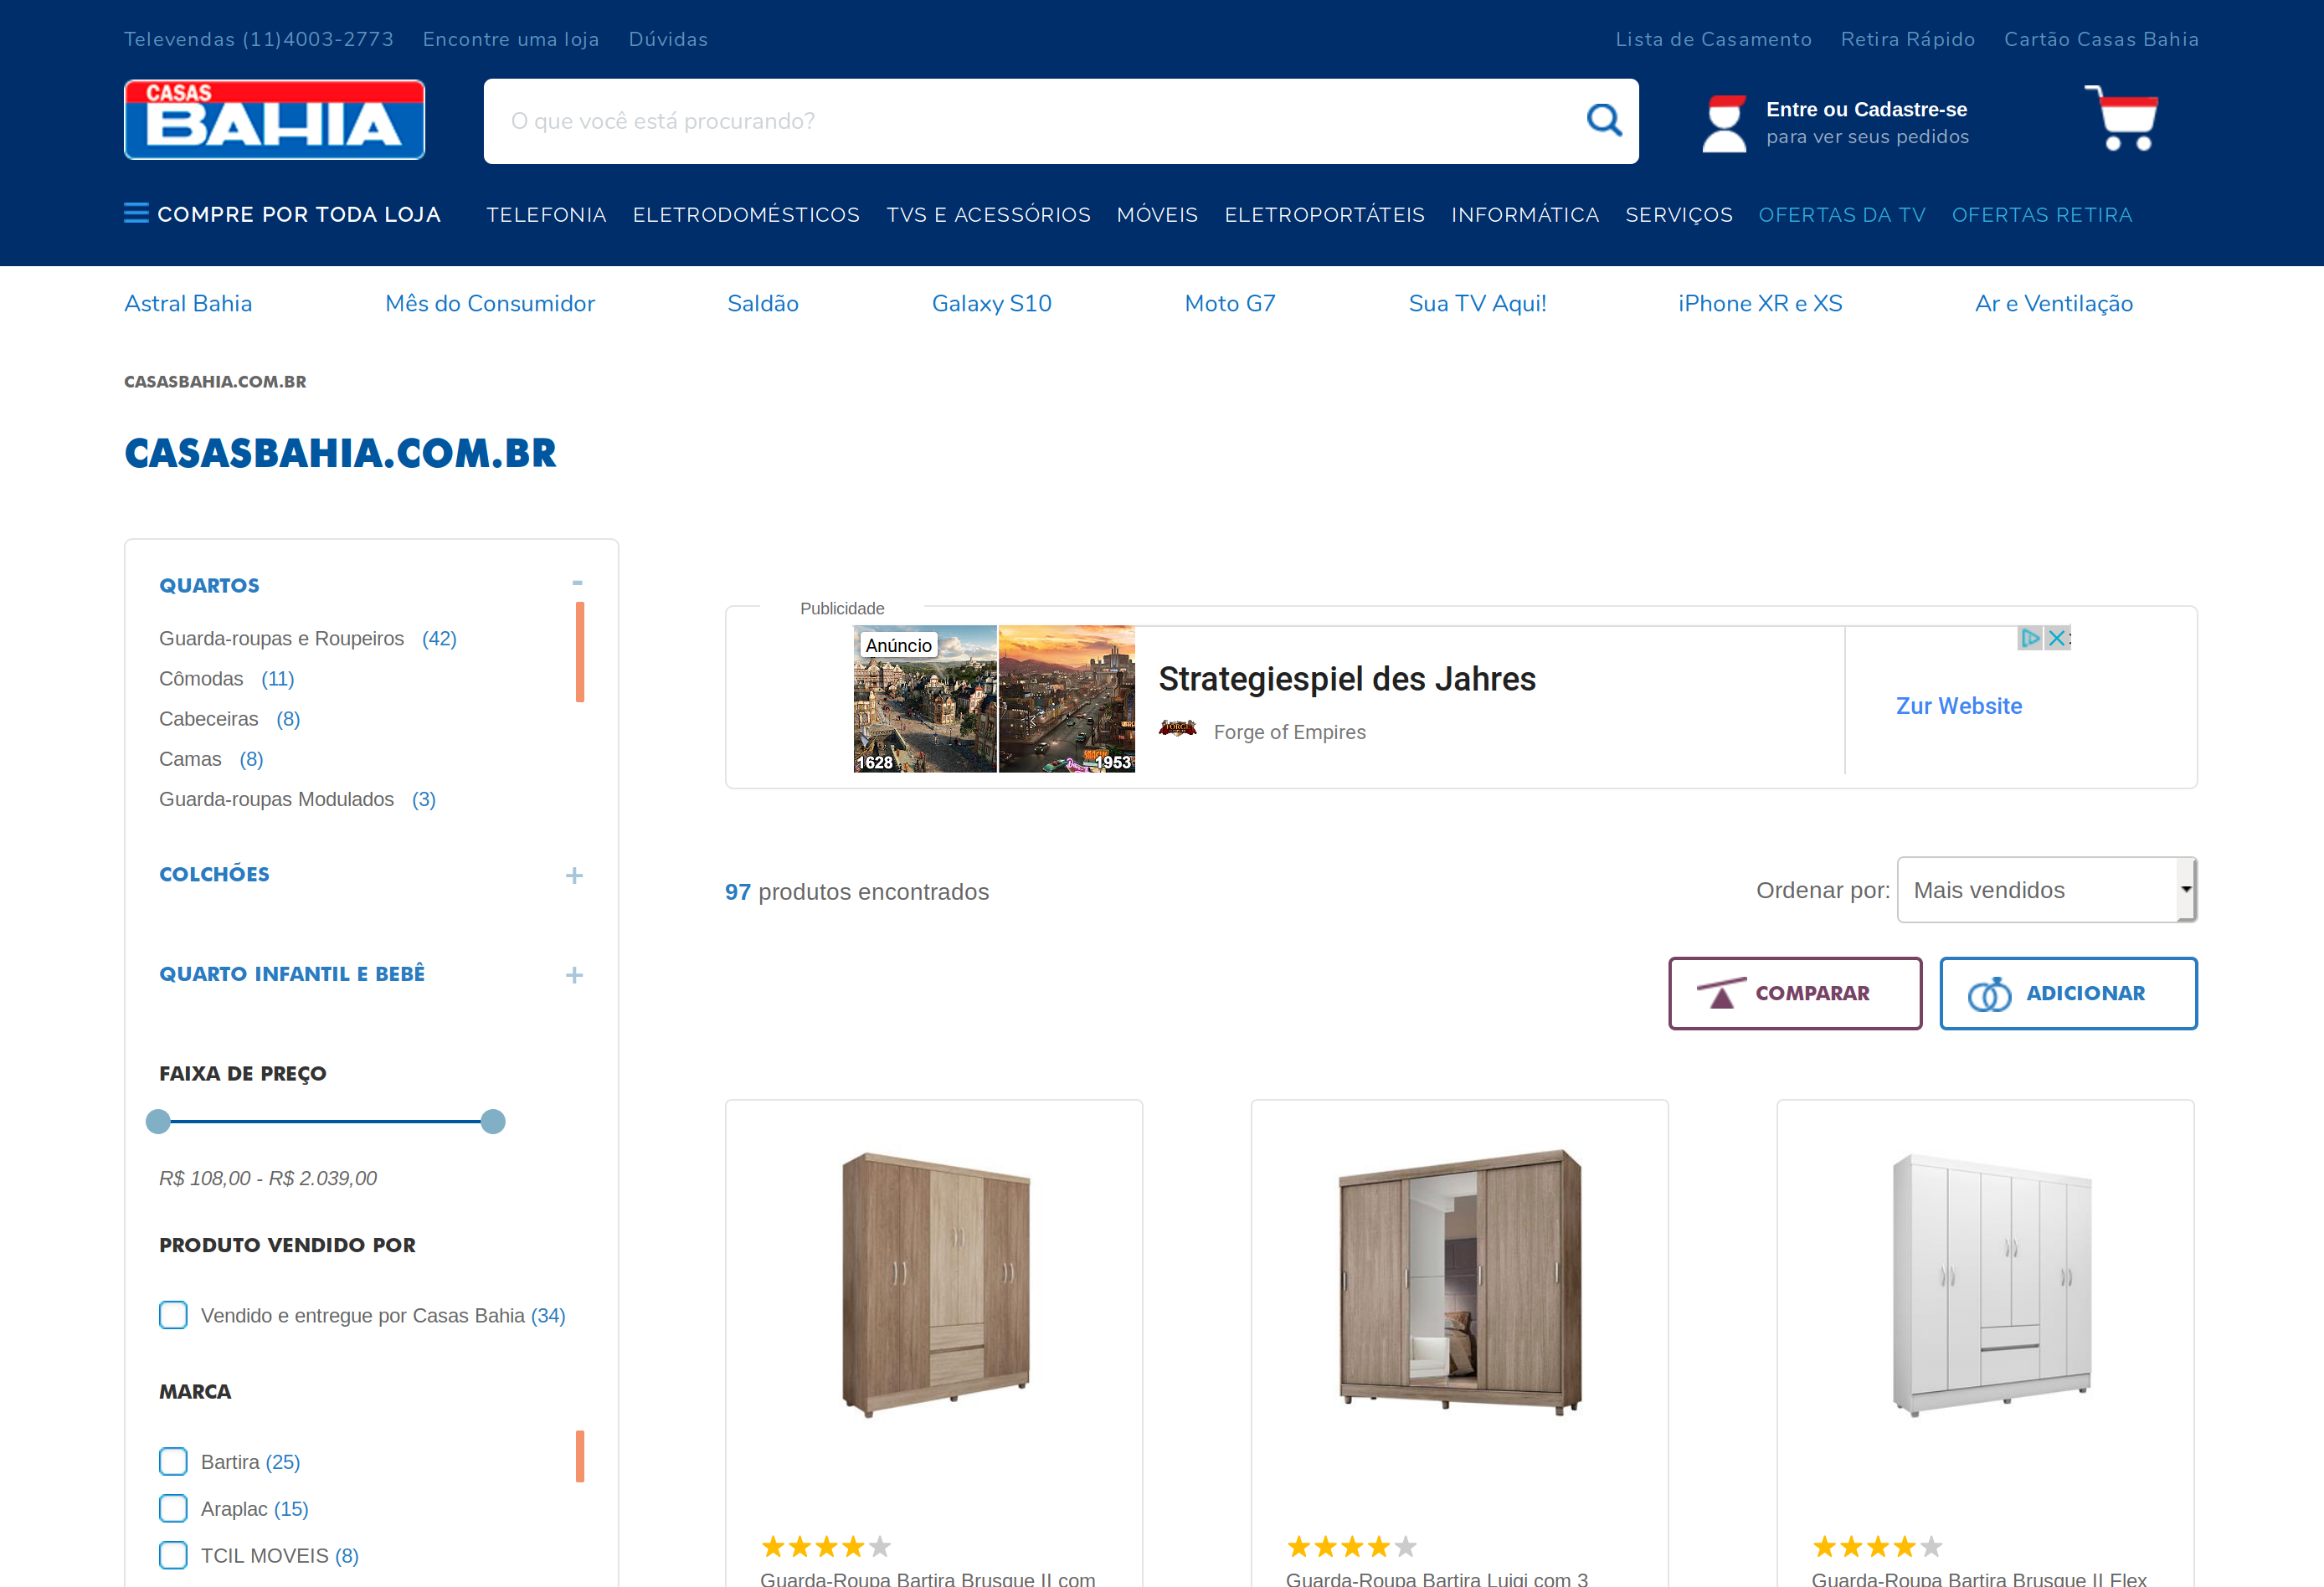 Televendas (11)4003-2773 Encontre uma loja Dúvidas Lista de Casamento Retira Rápido Cartão Casas Bahia
CASAS
BAHIA
O que você está procurando?
Entre ou Cadastre-se
para ver seus pedidos
COMPRE POR TODA LOJA TELEFONIA ELETRODOMÉSTICOS TVS E ACESSÓRIOS MÓVEIS ELETROPORTÁTEIS INFORMÁTICA SERVIÇOS OFERTAS DA TV OFERTAS RETIRA
Astral Bahia Mês do Consumidor Saldão Galaxy S10 Moto G7 Sua TV Aqui! iPhone XR e XS Ar e Ventilação
CASASBAHIA.COM.BR
CASASBAHIA.COM.BR
QUARTOS -
Guarda-roupas e Roupeiros (42)
Cômodas (11)
Cabeceiras (8)
Camas (8)
Guarda-roupas Modulados (3)
COLCHÕES +
QUARTO INFANTIL E BEBÊ +
FAIXA DE PREÇO
R$ 108,00 - R$ 2.039,00
PRODUTO VENDIDO POR
Vendido e entregue por Casas Bahia (34)
MARCA
Bartira (25)
Araplac (15)
TCIL MOVEIS (8)
Publicidade
Anúncio
1628
1953
Strategiespiel des Jahres
FORGE
Forge of Empires
Zur Website
97 produtos encontrados
Ordenar por: Mais vendidos
COMPARAR
ADICIONAR
Guarda-Roupa Bartira Brusque II com
Guarda-Roupa Bartira Luigi com 3
Guarda-Roupa Bartira Brusque II Flex